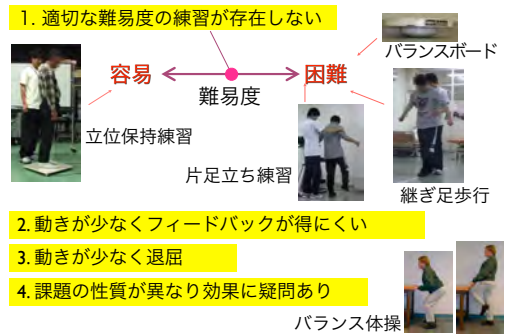 1. 適切な難易度の練習が存在しない
バランスボード
容易
困難
難易度
立位保持練習
片足立ち練習
継ぎ足歩行
2. 動きが少なくフィードバックが得にくい
3. 動きが少なく退屈
4. 課題の性質が異なり効果に疑問あり
バランス体操